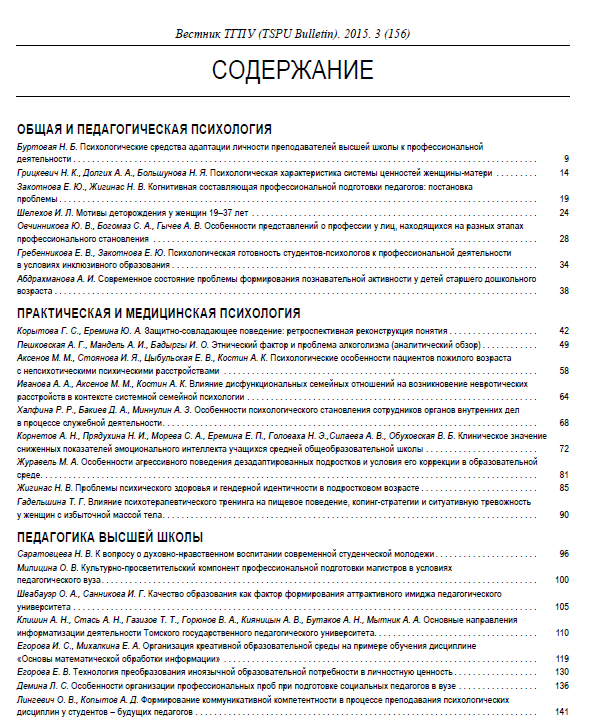 Вестник ТГПУ (TSPU Bulletin). 2015. 3 (156)
СОДЕРЖАНИЕ
ОБЩАЯ И ПЕДАГОГИЧЕСКАЯ ПСИХОЛОГИЯ
Буртовая Н. Б. Психологические средства адаптации личности преподавателей высшей школы к профессиональной
деятельности 9
Грицкевич Н. К., Долгих А. А., Большунова Н. Я. Психологическая характеристика системы ценностей женщины-матери 14
Закотнова Е. Ю., Жигинас Н. В. Когнитивная составляющая профессиональной подготовки педагогов: постановка
проблемы 19
Шелехов И. Л. Мотивы деторождения у женщин 19–37 лет 24
Овчинникова Ю. В., Богомаз С. А., Гычев А. В. Особенности представлений о профессии у лиц, находящихся на разных этапах
профессионального становления 28
Гребенникова Е. В., Закотнова Е. Ю. Психологическая готовность студентов-психологов к профессиональной деятельности
в условиях инклюзивного образования 34
Абдрахманова А. И. Современное состояние проблемы формирования познавательной активности у детей старшего дошкольного
возраста 38
ПРАКТИЧЕСКАЯ И МЕДИЦИНСКАЯ ПСИХОЛОГИЯ
Корытова Г. С., Еремина Ю. А. Защитно-совладающее поведение: ретроспективная реконструкция понятия 42
Пешковская А. Г., Мандель А. И., Бадыргы И. О. Этнический фактор и проблема алкоголизма (аналитический обзор) 49
Аксенов М. М., Стоянова И. Я., Цыбульская Е. В., Костин А. К. Психологические особенности пациентов пожилого возраста
с непсихотическими психическими расстройствами 58
Иванова А. А., Аксенов М. М., Костин А. К. Влияние дисфункциональных семейных отношений на возникновение невротических
расстройств в контексте системной семейной психологии 64
Халфина Р. Р., Бакиев Д. А., Миннулин А. З. Особенности психологического становления сотрудников органов внутренних дел
в процессе служебной деятельности. 68
Корнетов А. Н., Прядухина Н. И., Морева С. А., Еремина Е. П., Головаха Н. Э.,Силаева А. В., Обуховская В. Б. Клиническое значение
сниженных показателей эмоционального интеллекта учащихся средней общеобразовательной школы 72
Журавель М. А. Особенности агрессивного поведения дезадаптированных подростков и условия его коррекции в образовательной
среде. 81
Жигинас Н. В. Проблемы психического здоровья и гендерной идентичности в подростковом возрасте 85
Гадельшина Т. Г. Влияние психотерапевтического тренинга на пищевое поведение, копинг-стратегии и ситуативную тревожность
у женщин с избыточной массой тела. 90
ПЕДАГОГИКА ВЫСШЕЙ ШКОЛЫ
Саратовцева Н. В. К вопросу о духовно-нравственном воспитании современной студенческой молодежи 96
Милицина О. В. Культурно-просветительский компонент профессиональной подготовки магистров в условиях
педагогического вуза 100
Швабауэр О. А., Санникова И. Г. Качество образования как фактор формирования аттрактивного имиджа педагогического
университета 105
Клишин А. Н., Стась А. Н., Газизов Т. Т., Горюнов В. А., Кияницын А. В., Бутаков А. Н., Мытник А. А. Основные направления
информатизации деятельности Томского государственного педагогического университета. 110
Егорова И. С., Михалкина Е. А. Организация креативной образовательной среды на примере обучения дисциплине
«Основы математической обработки информации» 119
Егорова Е. В. Технология преобразования иноязычной образовательной потребности в личностную ценность 130
Демина Л. С. Особенности организации профессиональных проб при подготовке социальных педагогов в вузе 136
Лингевич О. В., Копытов А. Д. Формирование коммуникативной компетентности в процессе преподавания психологических
дисциплин у студентов – будущих педагогов 141